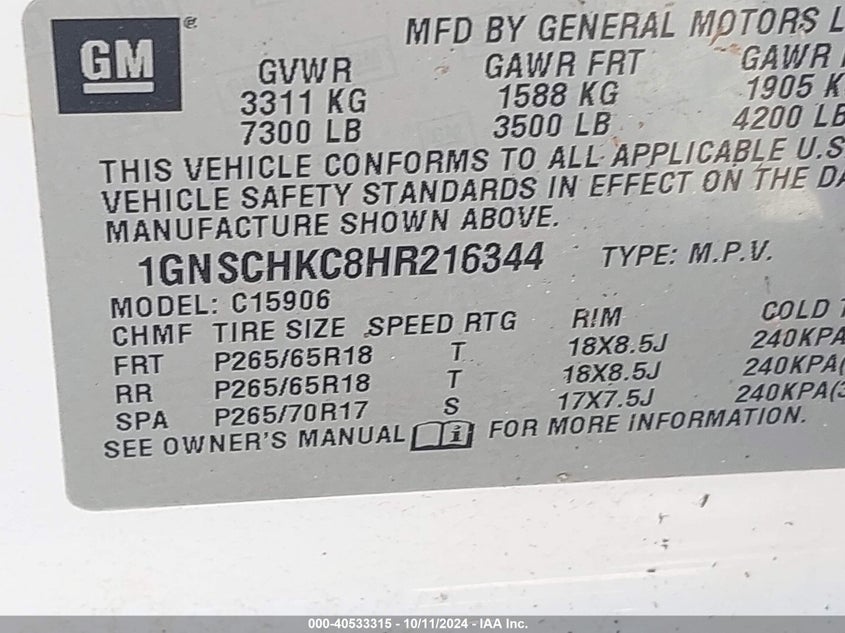 GM®
MFD BY GENERAL MOTORS L
GVWR GAWR FRT GAWR
3311 KG 1588 KG 1905 K
7300 LB 3500 LB 4200 LB
THIS VEHICLE CONFORMS TO ALL APPLICABLE U.S
VEHICLE SAFETY STANDARDS IN EFFECT ON THE DA
MANUFACTURE SHOWN ABOVE.
1GNSCHKC8HR216344 TYPE: M.P.V.
MODEL: C15906
CHMF TIRE SIZE SPEED RTG RIM COLD T
FRT P265/65R18 T 18X8.5J 240KPA
RR P265/65R18 T 18X8.5J 240KPA(
SPA P265/70R17 S 17X7.5J 240KPA(3
SEE OWNER'S MANUAL i FOR MORE INFORMATION.
000-40533315 - 10/11/2024 - IAA Inc.